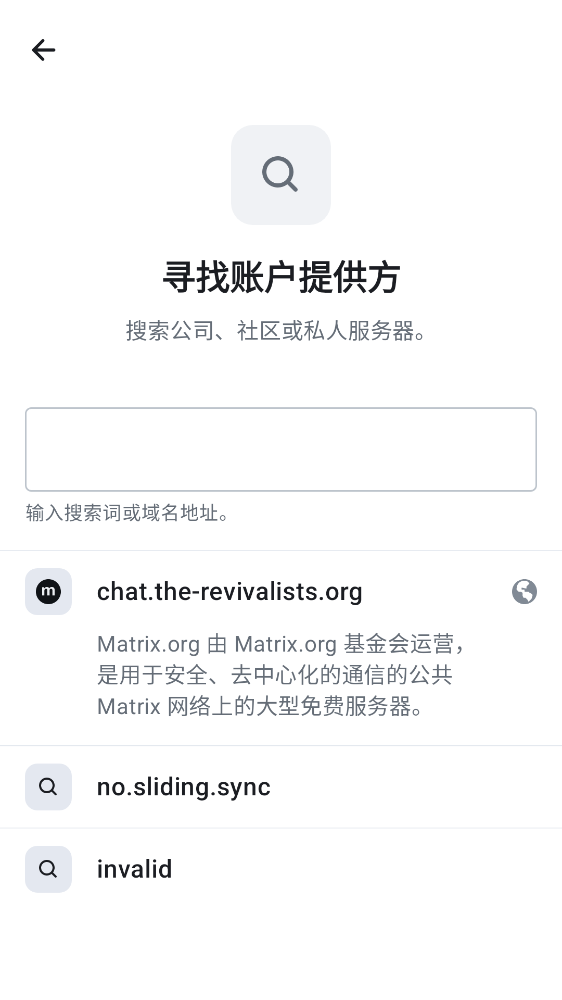 寻找账户提供方
搜索公司、社区或私人服务器。
输入搜索词或域名地址。
m
chat.the-revivalists.org
Matrix.org 由 Matrix.org 基金会运营，
是用于安全、去中心化的通信的公共
Matrix 网络上的大型免费服务器。
no.sliding.sync
invalid